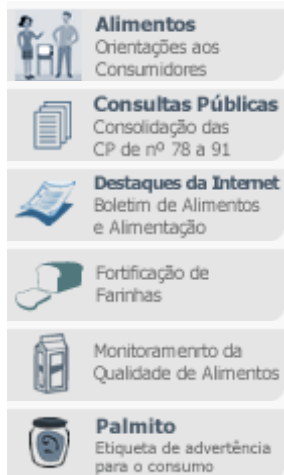 Alimentos
Orientações aos
Consumidores
Consultas Públicas
Consolidação das
CP de nº 78 a 91
Destaques da Internet
Boletim de Alimentos
e Alimentação
Fortificação de
Farinhas
Monitoramenrto da
Qualidade de Alimentos
Palmito
Etiqueta de advertência
para o consumo